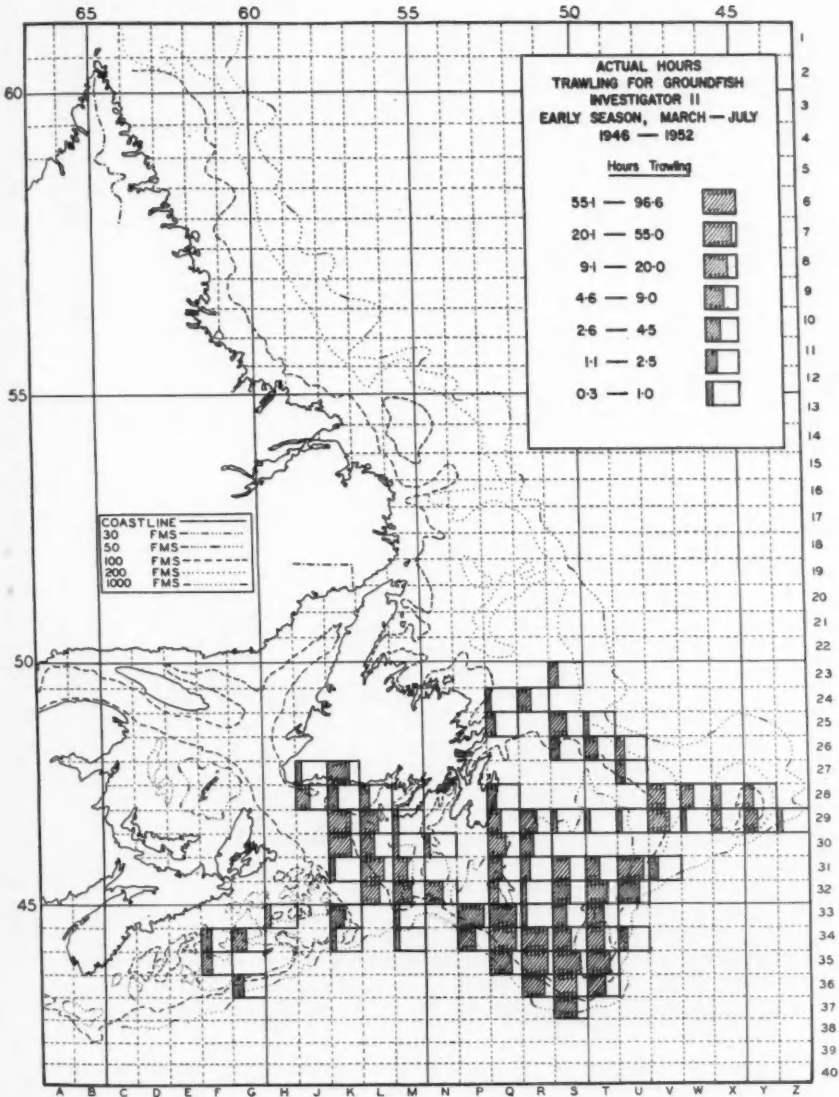 65 60 55 50 45
ACTUAL HOURS
TRAWLING FOR GROUNDFISH
INVESTIGATOR II
EARLY SEASON, MARCH — JULY
1946 — 1952
Hours Trawling
55·1 — 96·6
20·1 — 55·0
9·1 — 20·0
4·6 — 9·0
2·6 — 4·5
1·1 — 2·5
0·3 — 1·0
COASTLINE
30 FMS
50 FMS
100 FMS
200 FMS
1000 FMS
60
55
50
45
1
2
3
4
5
6
7
8
9
10
11
12
13
14
15
16
17
18
19
20
21
22
23
24
25
26
27
28
29
30
31
32
33
34
35
36
37
38
39
40
A B C D E F G H J K L M N P Q R S T U V W X Y Z